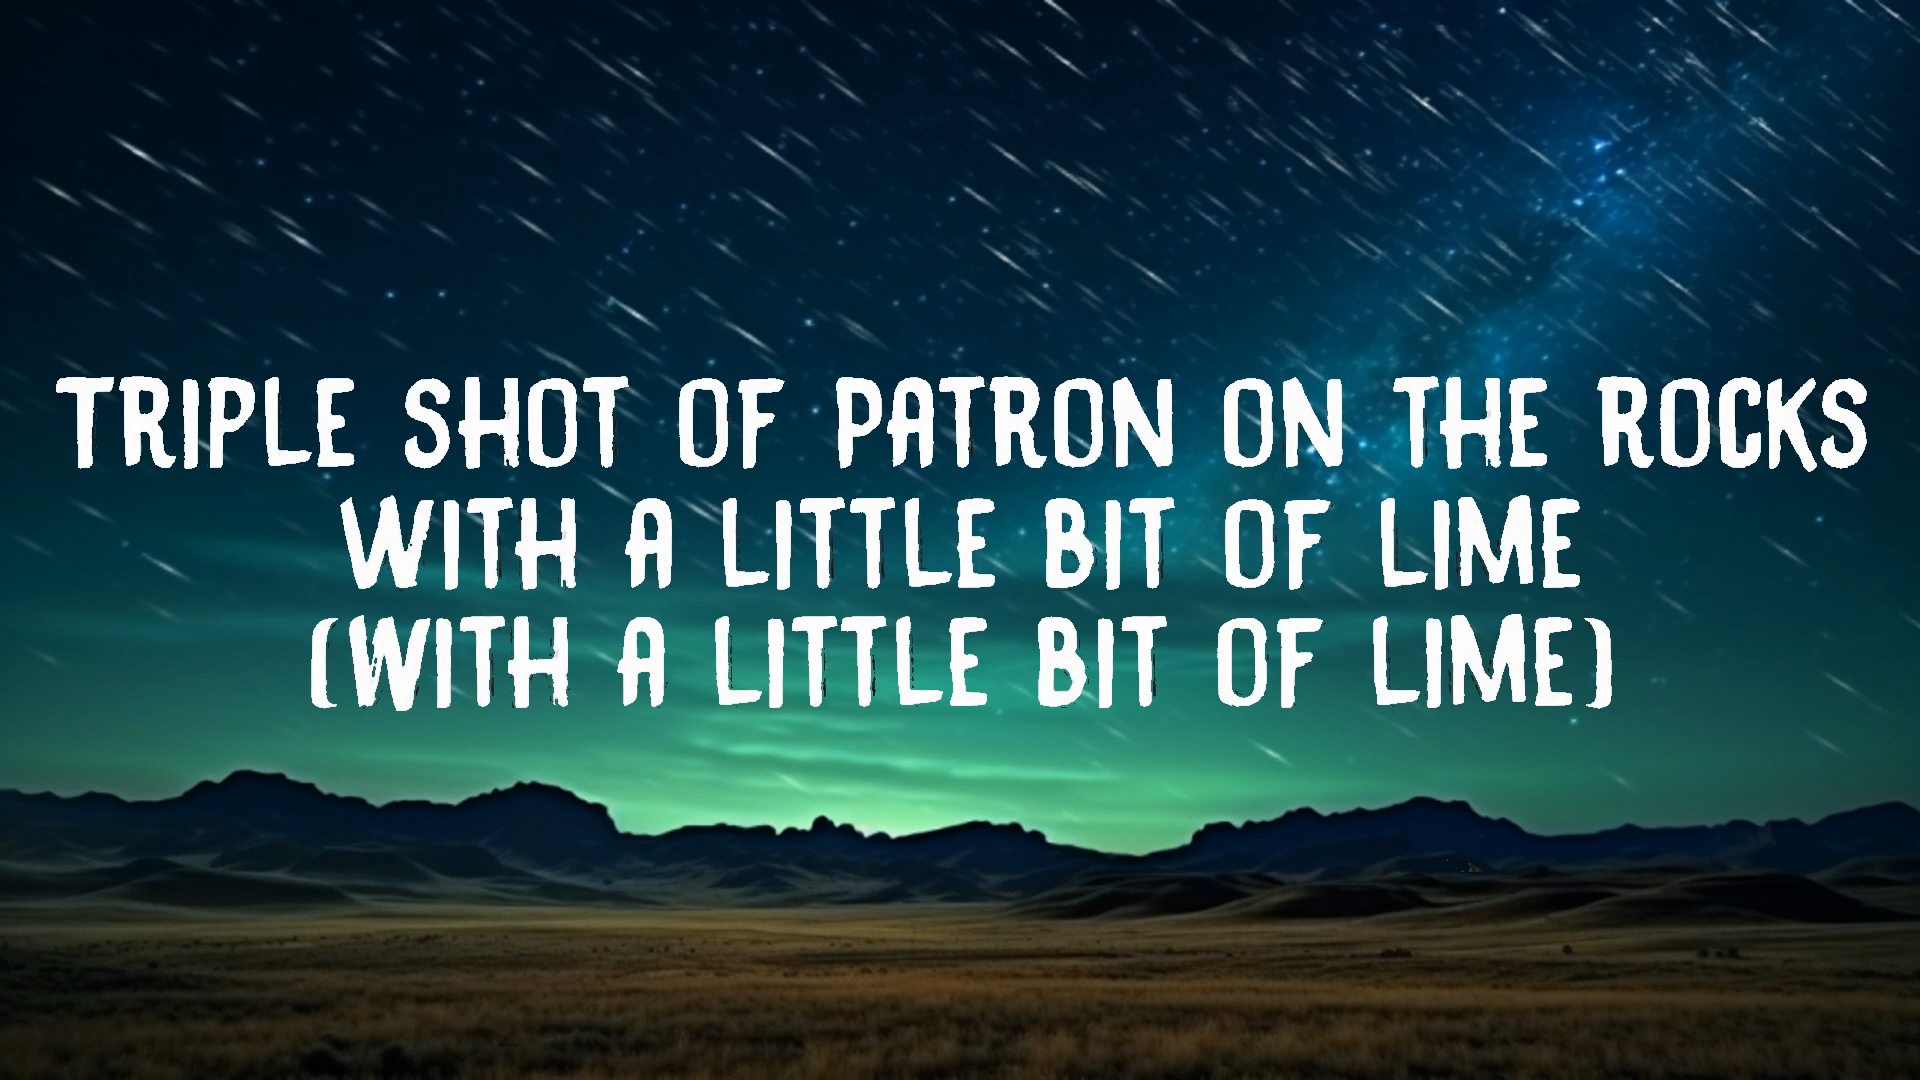 TRIPLE SHOT OF PATRON ON THE ROCKS
WITH A LITTLE BIT OF LIME
(WITH A LITTLE BIT OF LIME)